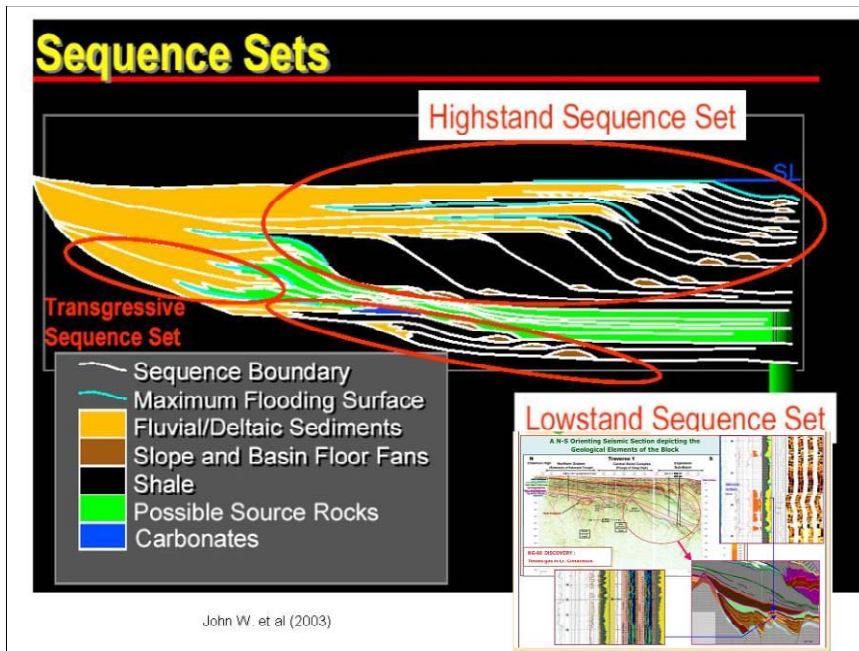 Sequence Sets
Highstand Sequence Set
SL
Transgressive
Sequence Set
Sequence Boundary
Maximum Flooding Surface
Fluvial/Deltaic Sediments
Slope and Basin Floor Fans
Shale
Possible Source Rocks
Carbonates
Lowstand Sequence Set
A N-S Orienting Seismic Section depicting the
Geological Elements of the Block
N
Traverse 1
S
John W. et al (2003)